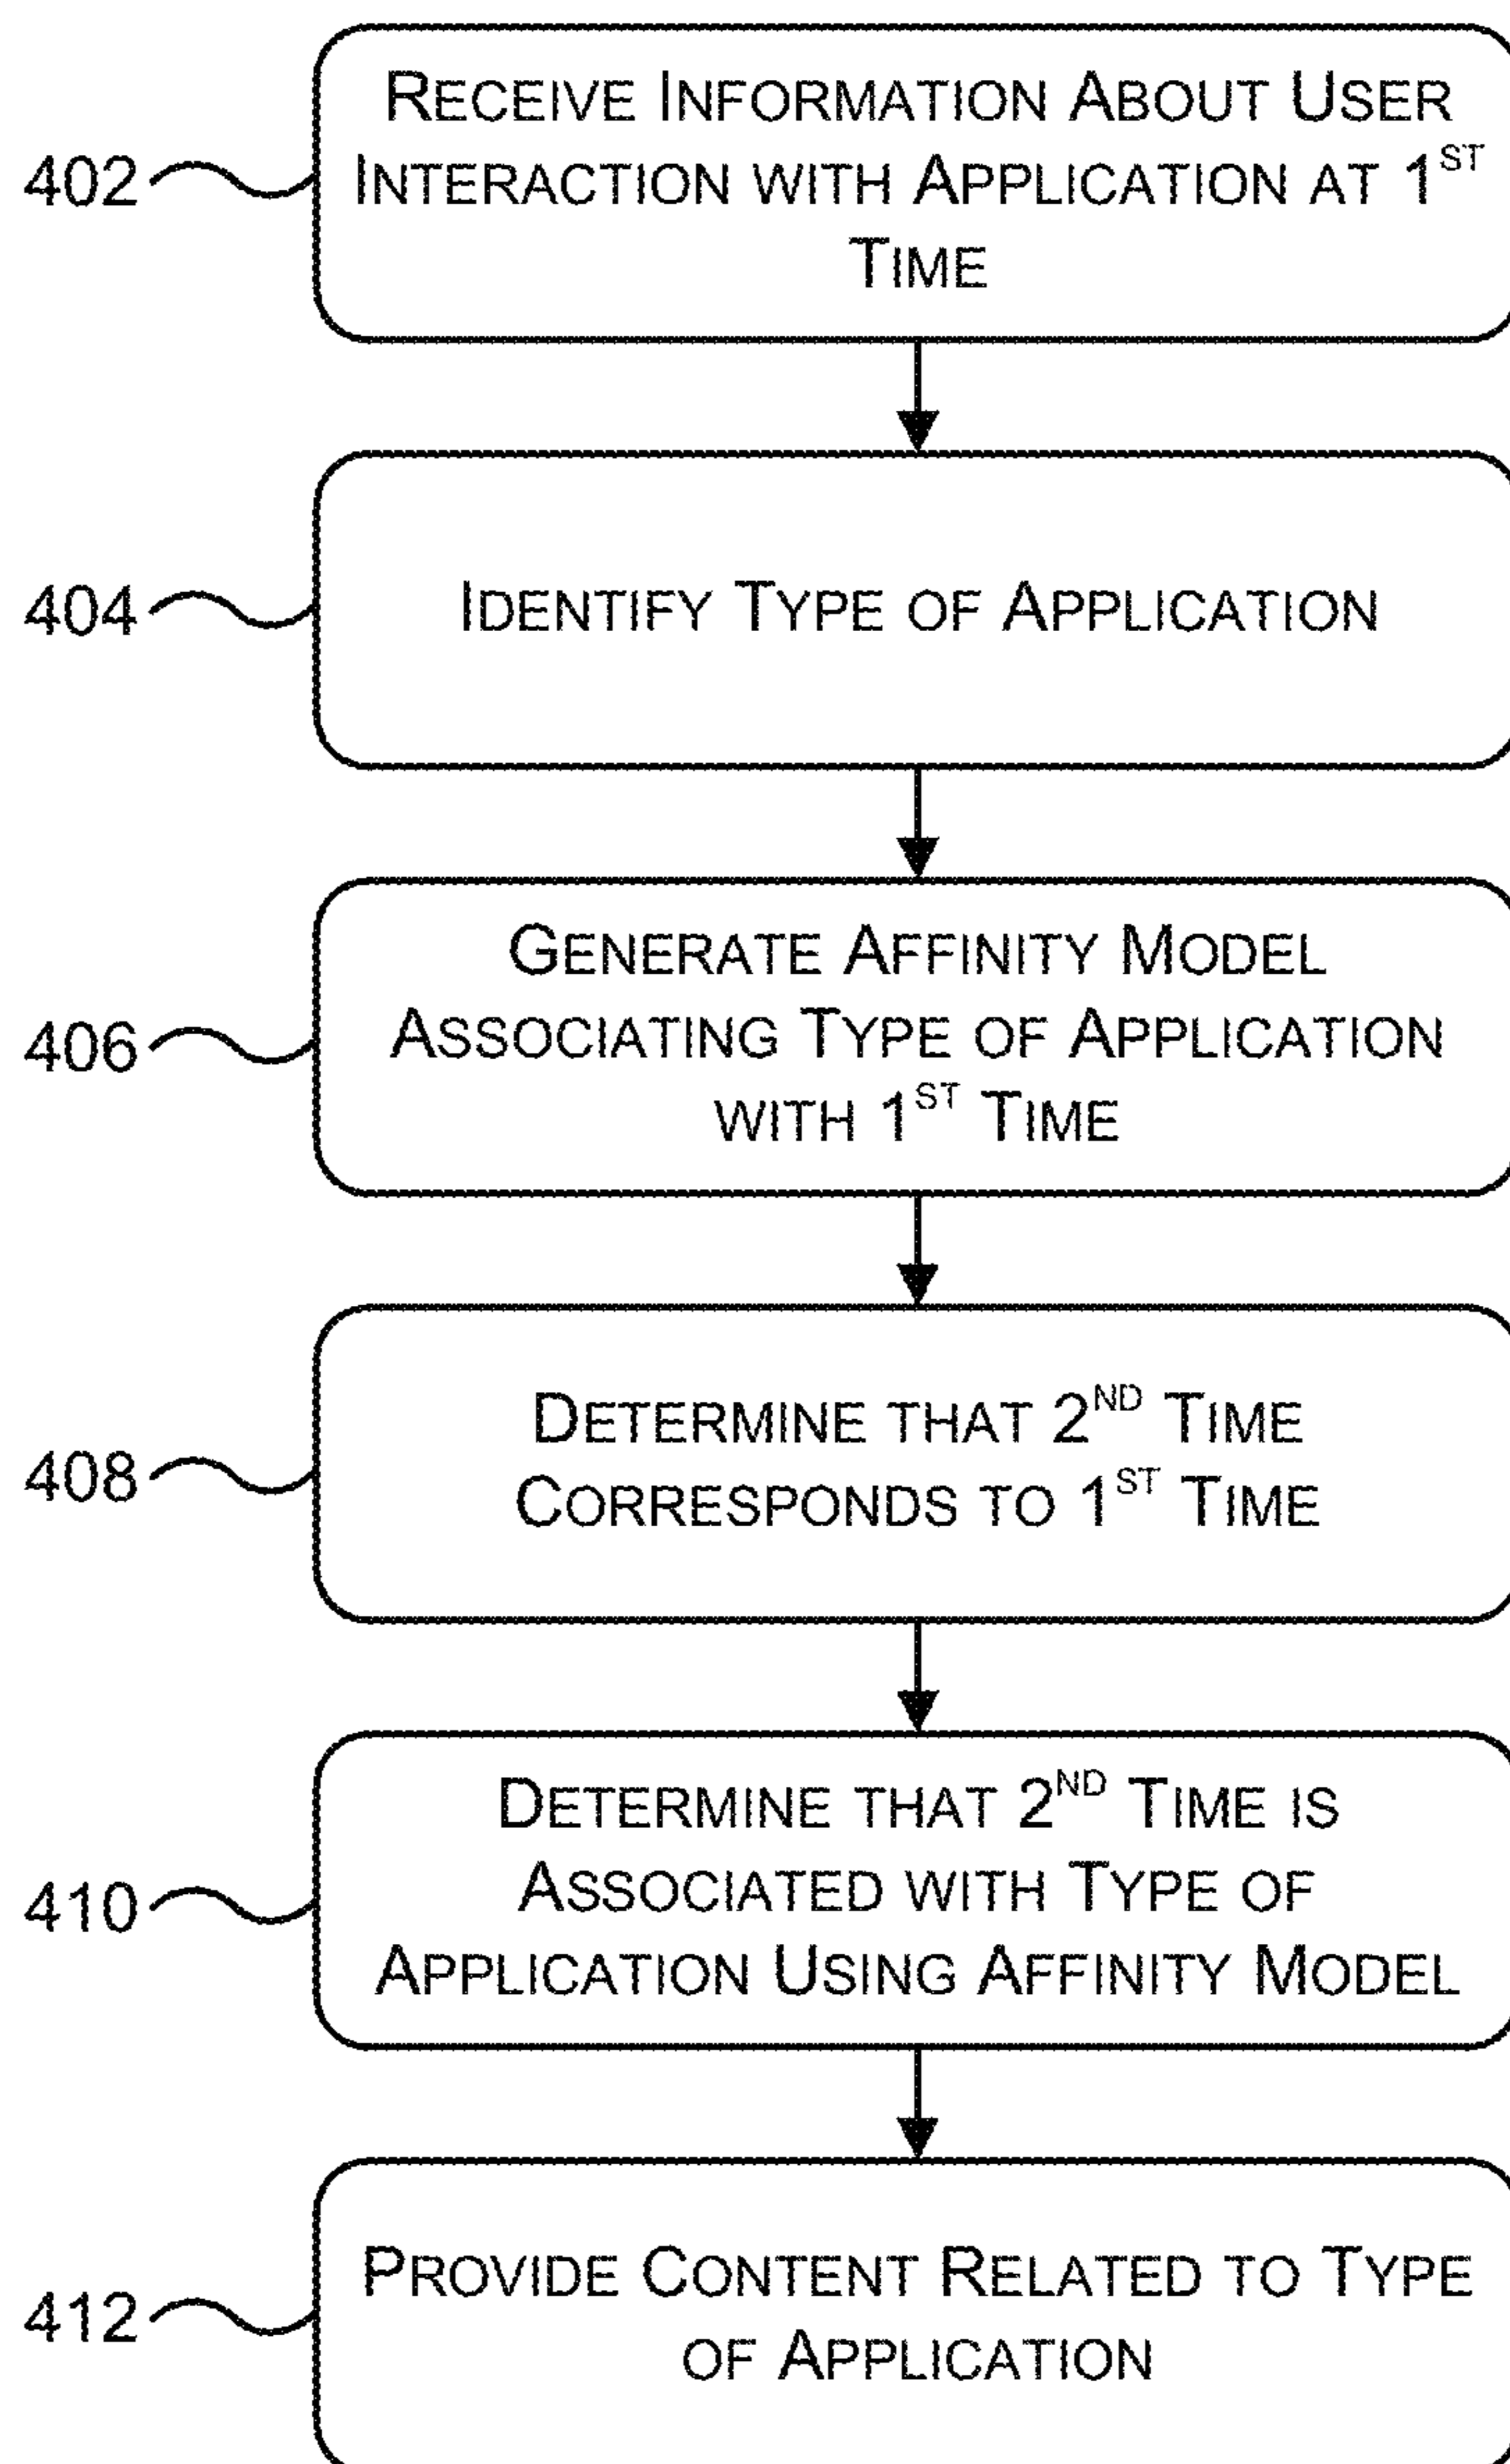 RECEIVE INFORMATION ABOUT USER
402
INTERACTION WITH APPLICATION AT 1ST
TIME
404
IDENTIFY TYPE OF APPLICATION
GENERATE AFFINITY MODEL
406
ASSOCIATING TYPE OF APPLICATION
WITH 1ST TIME
DETERMINE THAT 2ND TIME
408
CORRESPONDS TO 1ST TIME
DETERMINE THAT 2ND TIME IS
410
ASSOCIATED WITH TYPE OF
APPLICATION USING AFFINITY MODEL
PROVIDE CONTENT RELATED TO TYPE
412
OF APPLICATION